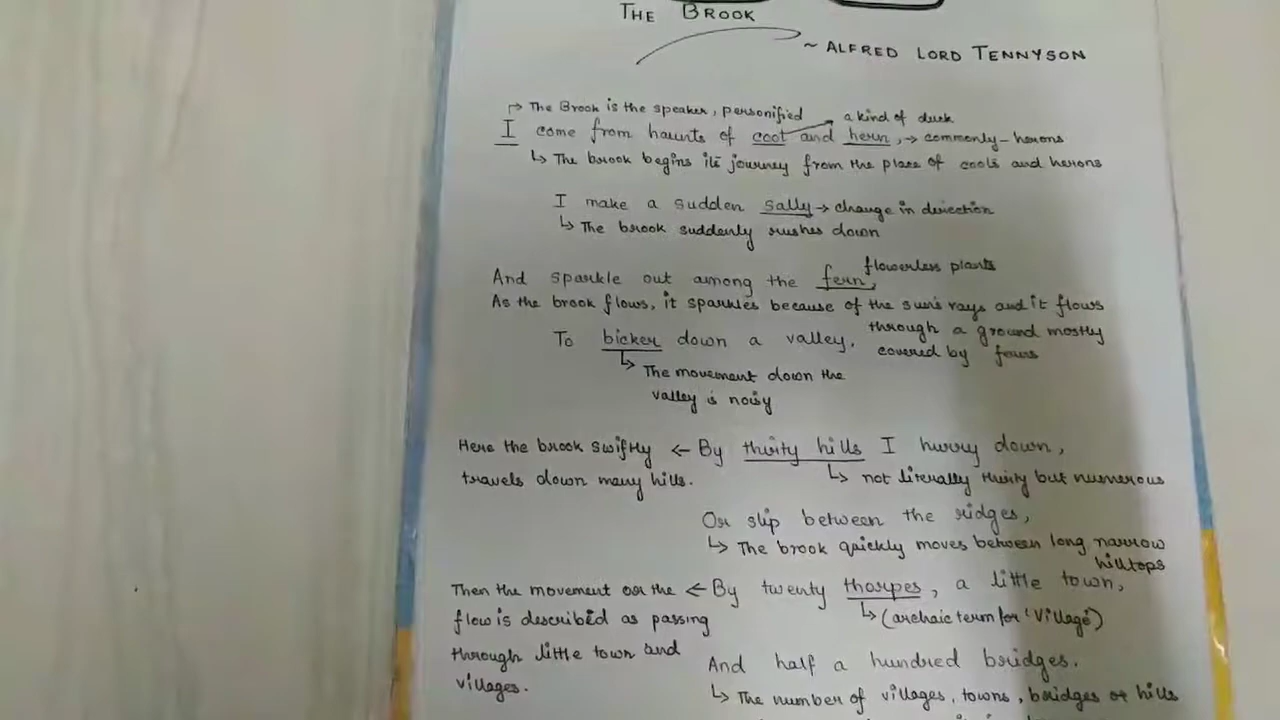 THE BROOK
~ ALFRED LORD TENNYSON
→ The Brook is the speaker, personified a kind of duck
I come from haunts of coot and hern, → commonly - herons
↳ The brook begins its journey from the place of coots and herons
I make a sudden sally → change in direction
↳ The brook suddenly rushes down
flowerless plants
And sparkle out among the fern,
As the brook flows, it sparkles because of the sun's rays and it flows
through a ground mostly
To bicker down a valley.
covered by ferns
↳ The movement down the
valley is noisy
Here the brook swiftly ← By thirty hills I hurry down,
travels down many hills. ↳ not literally thirty but numerous
Or slip between the ridges,
↳ The brook quickly moves between long narrow
hilltops
Then the movement or the ← By twenty thorpes, a little town,
flow is described as passing ↳ (archaic term for 'Village')
through little town and
And half a hundred bridges.
villages.
↳ The number of villages, towns, bridges or hills